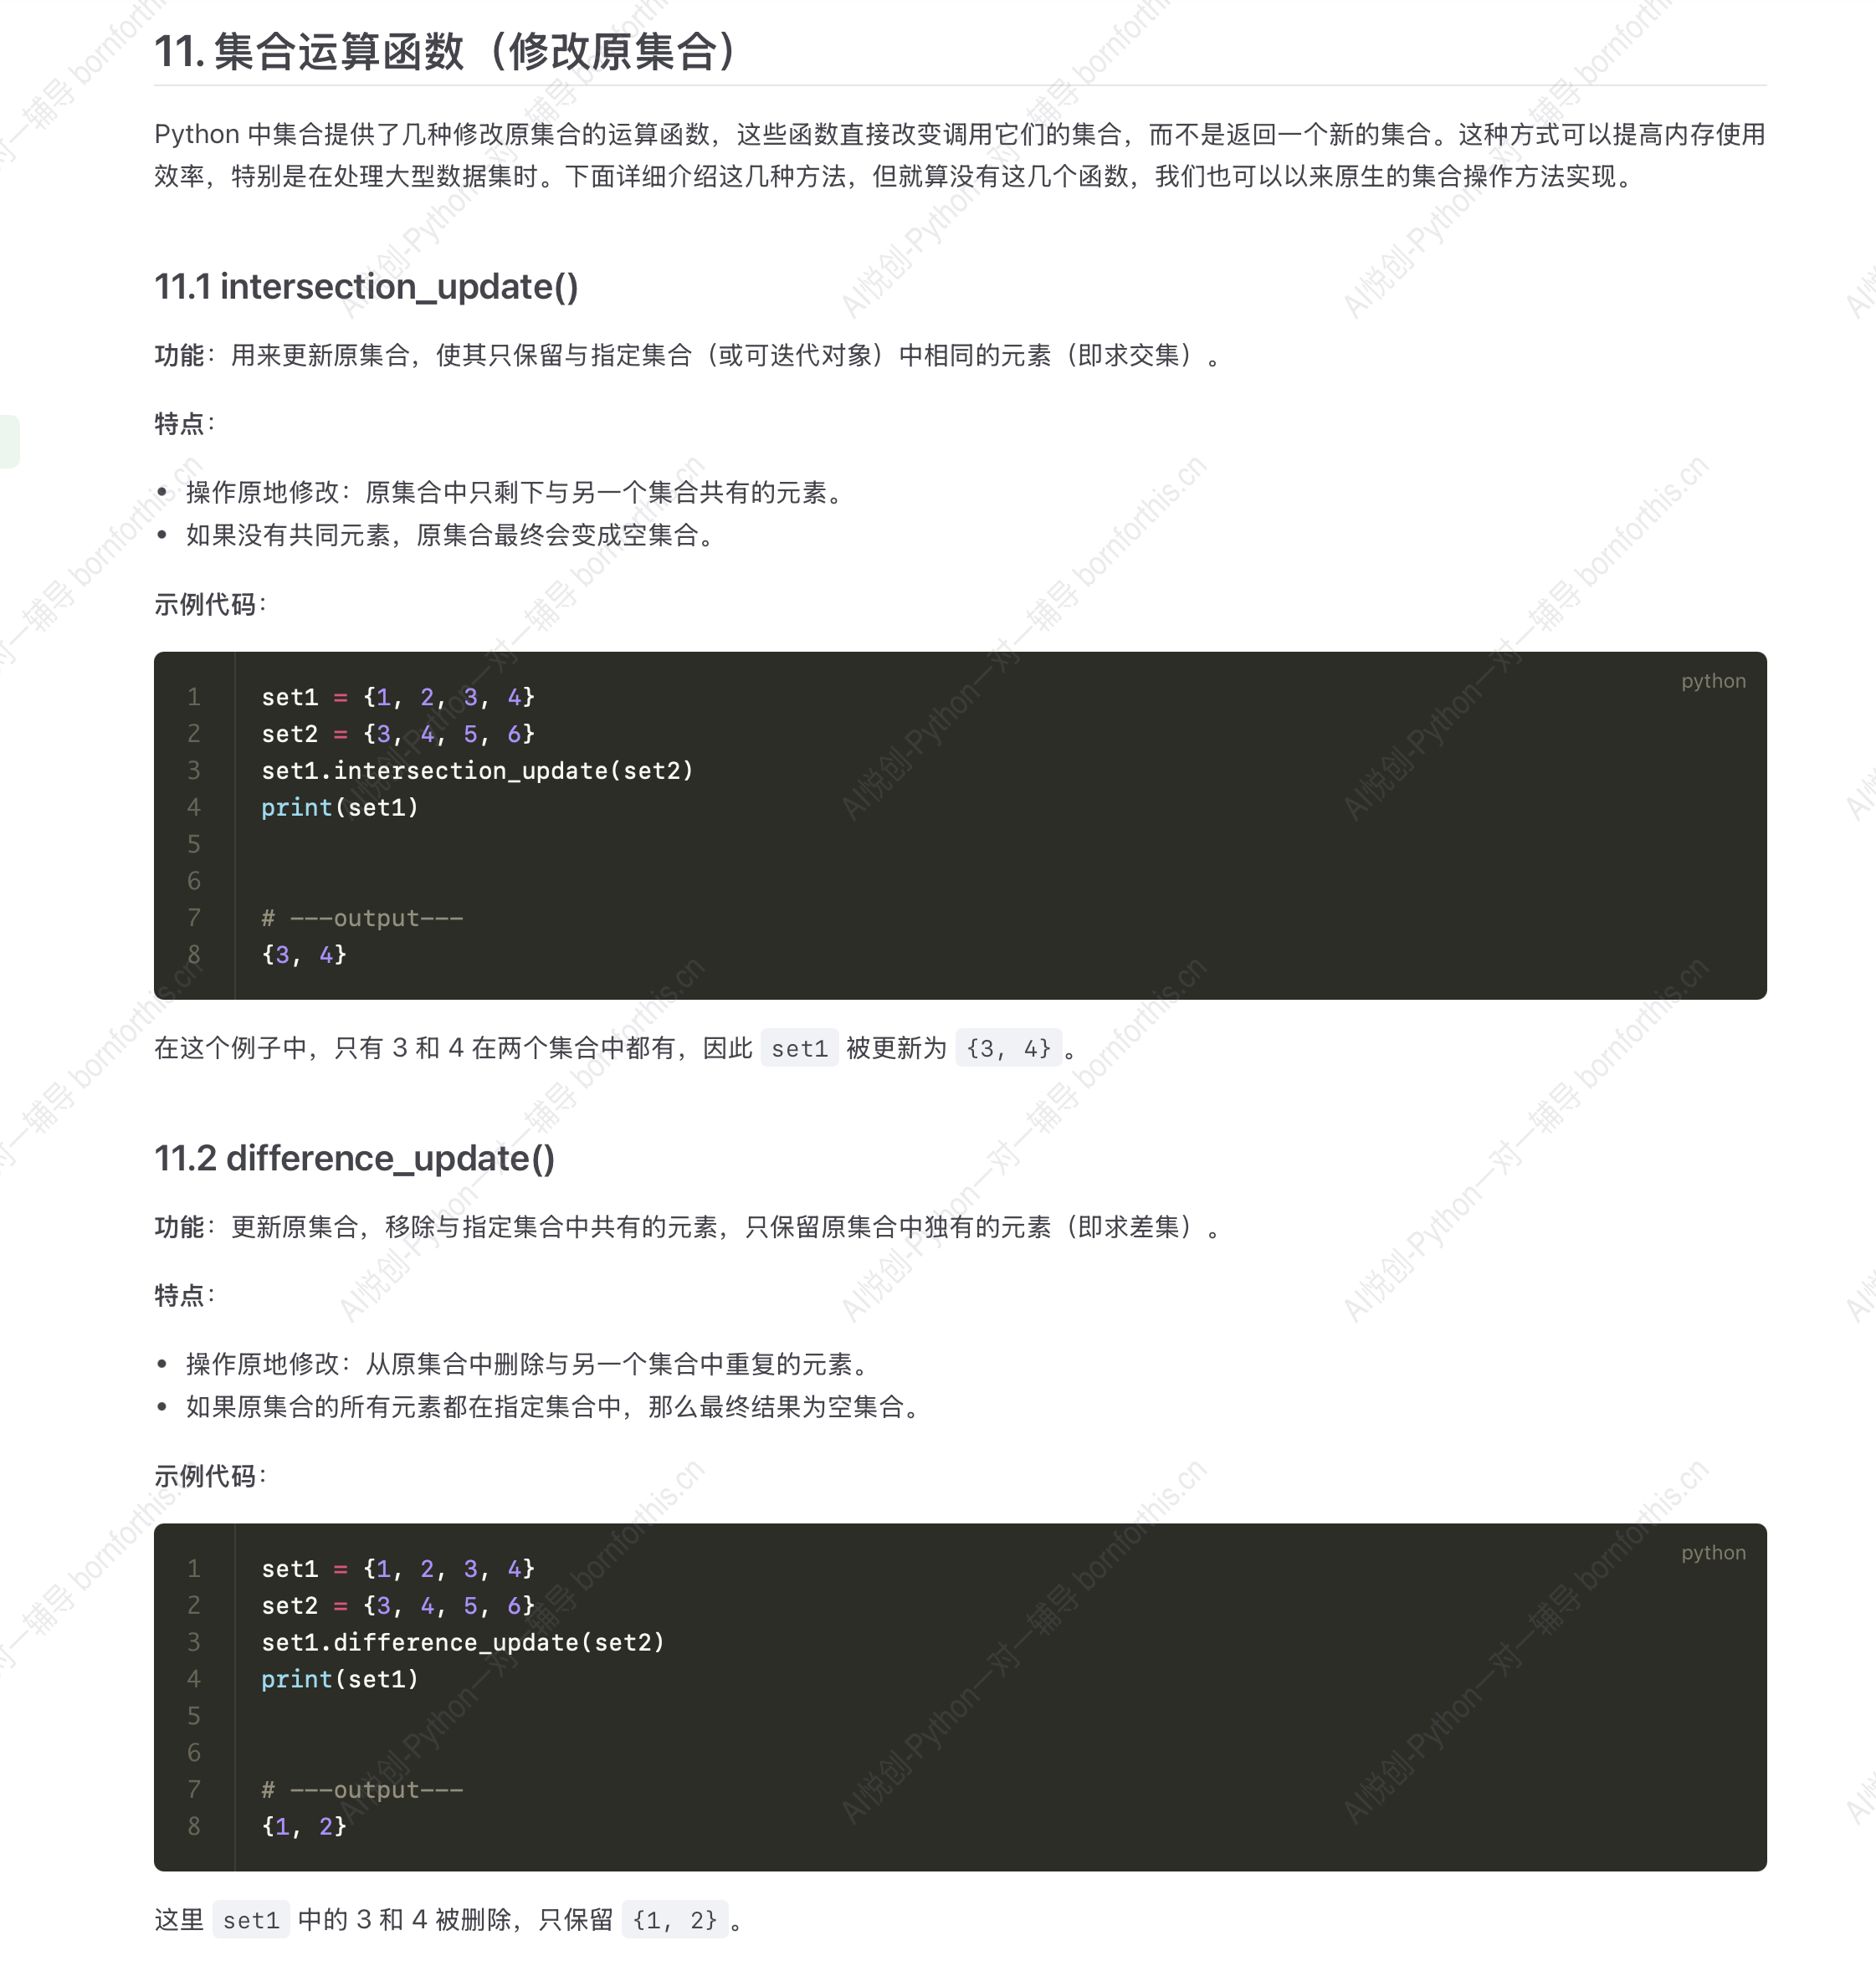 11. 集合运算函数（修改原集合）
Python 中集合提供了几种修改原集合的运算函数，这些函数直接改变调用它们的集合，而不是返回一个新的集合。这种方式可以提高内存使用
效率，特别是在处理大型数据集时。下面详细介绍这几种方法，但就算没有这几个函数，我们也可以以来原生的集合操作方法实现。
11.1 intersection_update()
功能：用来更新原集合，使其只保留与指定集合（或可迭代对象）中相同的元素（即求交集）。
特点：
• 操作原地修改：原集合中只剩下与另一个集合共有的元素。
• 如果没有共同元素，原集合最终会变成空集合。
示例代码：
python
1 set1 = {1, 2, 3, 4}
2 set2 = {3, 4, 5, 6}
3 set1.intersection_update(set2)
4 print(set1)
5
6
7 # ---output---
8 {3, 4}
在这个例子中，只有 3 和 4 在两个集合中都有，因此 set1 被更新为 {3, 4}。
11.2 difference_update()
功能：更新原集合，移除与指定集合中共有的元素，只保留原集合中独有的元素（即求差集）。
特点：
• 操作原地修改：从原集合中删除与另一个集合中重复的元素。
• 如果原集合的所有元素都在指定集合中，那么最终结果为空集合。
示例代码：
python
1 set1 = {1, 2, 3, 4}
2 set2 = {3, 4, 5, 6}
3 set1.difference_update(set2)
4 print(set1)
5
6
7 # ---output---
8 {1, 2}
这里 set1 中的 3 和 4 被删除，只保留 {1, 2}。
AI悦创-Python一对一辅导 bornforthis.cn